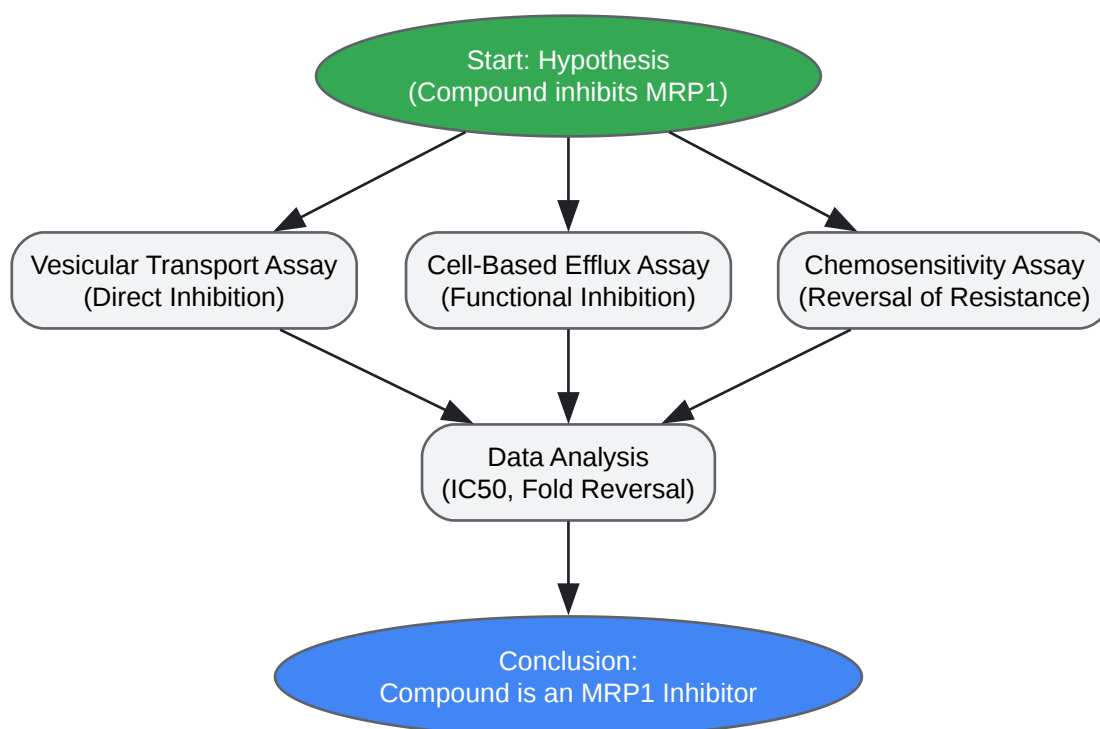 Start: Hypothesis
(Compound inhibits MRP1)
Vesicular Transport Assay
(Direct Inhibition)
Cell-Based Efflux Assay
(Functional Inhibition)
Chemosensitivity Assay
(Reversal of Resistance)
Data Analysis
(IC50, Fold Reversal)
Conclusion:
Compound is an MRP1 Inhibitor